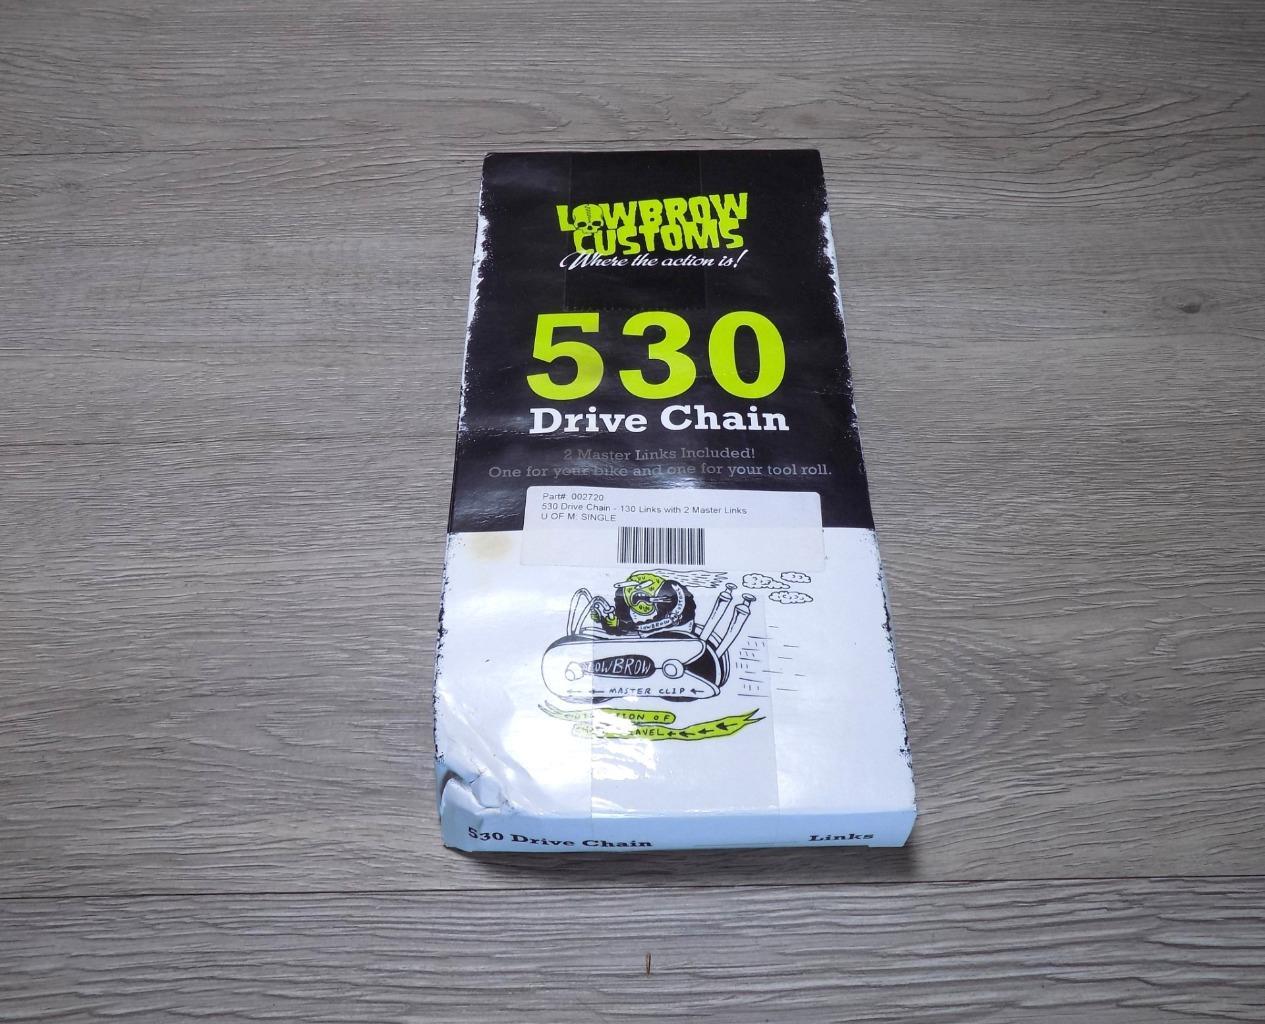 LOWBROW
CUSTOMS
Where the action is!
530
Drive Chain
2 Master Links Included!
One for your bike and one for your tool roll.
Part#: 002720
530 Drive Chain - 130 Links with 2 Master Links
U OF M: SINGLE
LOWBROW
LOWBROW
MASTER CLIP
OF
530 Drive Chain Links